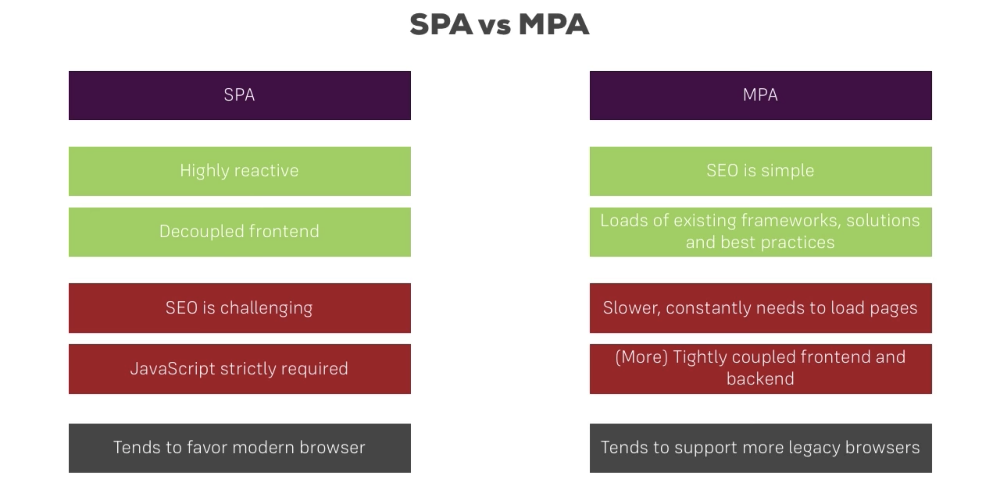 SPA vs MPA
SPA
MPA
Highly reactive
SEO is simple
Decoupled frontend
Loads of existing frameworks, solutions
and best practices
SEO is challenging
Slower, constantly needs to load pages
JavaScript strictly required
(More) Tightly coupled frontend and
backend
Tends to favor modern browser
Tends to support more legacy browsers